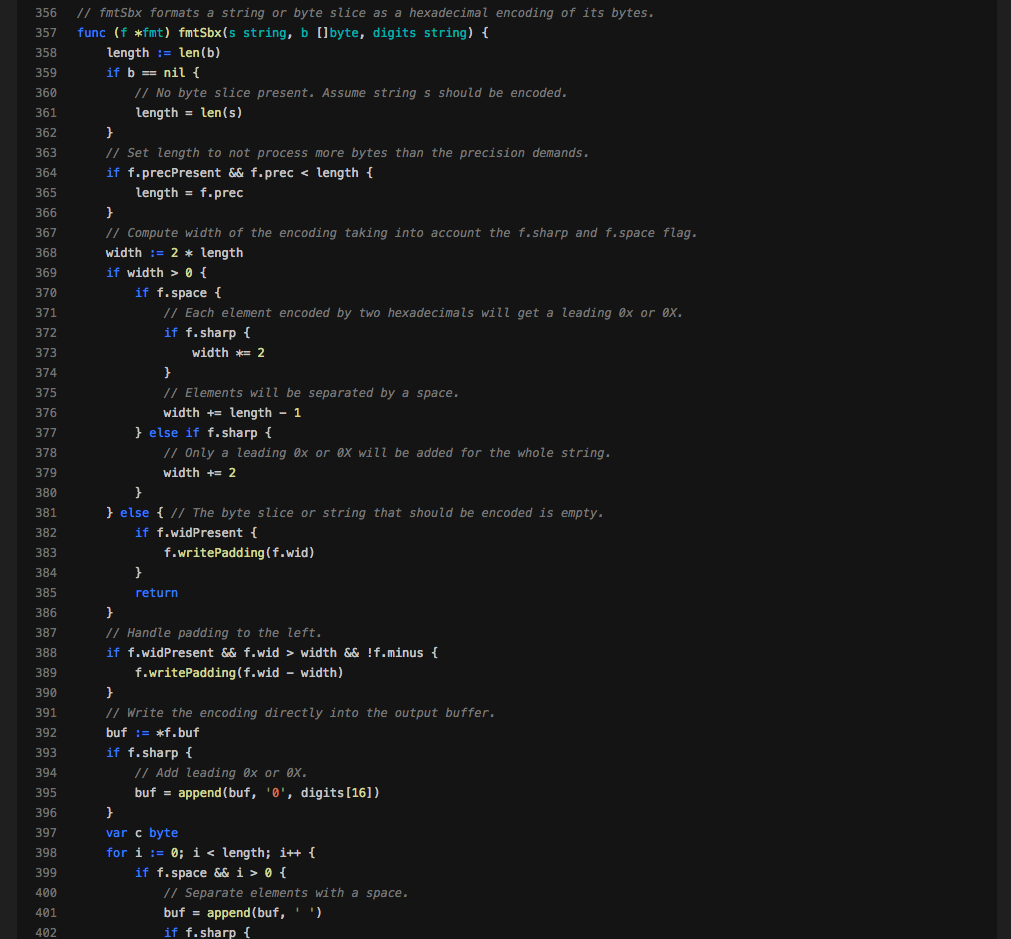 356 // fmtSbx formats a string or byte slice as a hexadecimal encoding of its bytes.
357 func (f *fmt) fmtSbx(s string, b []byte, digits string) {
358     length := len(b)
359     if b == nil {
360         // No byte slice present. Assume string s should be encoded.
361         length = len(s)
362     }
363     // Set length to not process more bytes than the precision demands.
364     if f.precPresent && f.prec < length {
365         length = f.prec
366     }
367     // Compute width of the encoding taking into account the f.sharp and f.space flag.
368     width := 2 * length
369     if width > 0 {
370         if f.space {
371             // Each element encoded by two hexadecimals will get a leading 0x or 0X.
372             if f.sharp {
373                 width *= 2
374             }
375             // Elements will be separated by a space.
376             width += length - 1
377         } else if f.sharp {
378             // Only a leading 0x or 0X will be added for the whole string.
379             width += 2
380         }
381     } else { // The byte slice or string that should be encoded is empty.
382         if f.widPresent {
383             f.writePadding(f.wid)
384         }
385         return
386     }
387     // Handle padding to the left.
388     if f.widPresent && f.wid > width && !f.minus {
389         f.writePadding(f.wid - width)
390     }
391     // Write the encoding directly into the output buffer.
392     buf := *f.buf
393     if f.sharp {
394         // Add leading 0x or 0X.
395         buf = append(buf, '0', digits[16])
396     }
397     var c byte
398     for i := 0; i < length; i++ {
399         if f.space && i > 0 {
400             // Separate elements with a space.
401             buf = append(buf, ' ')
402             if f.sharp {